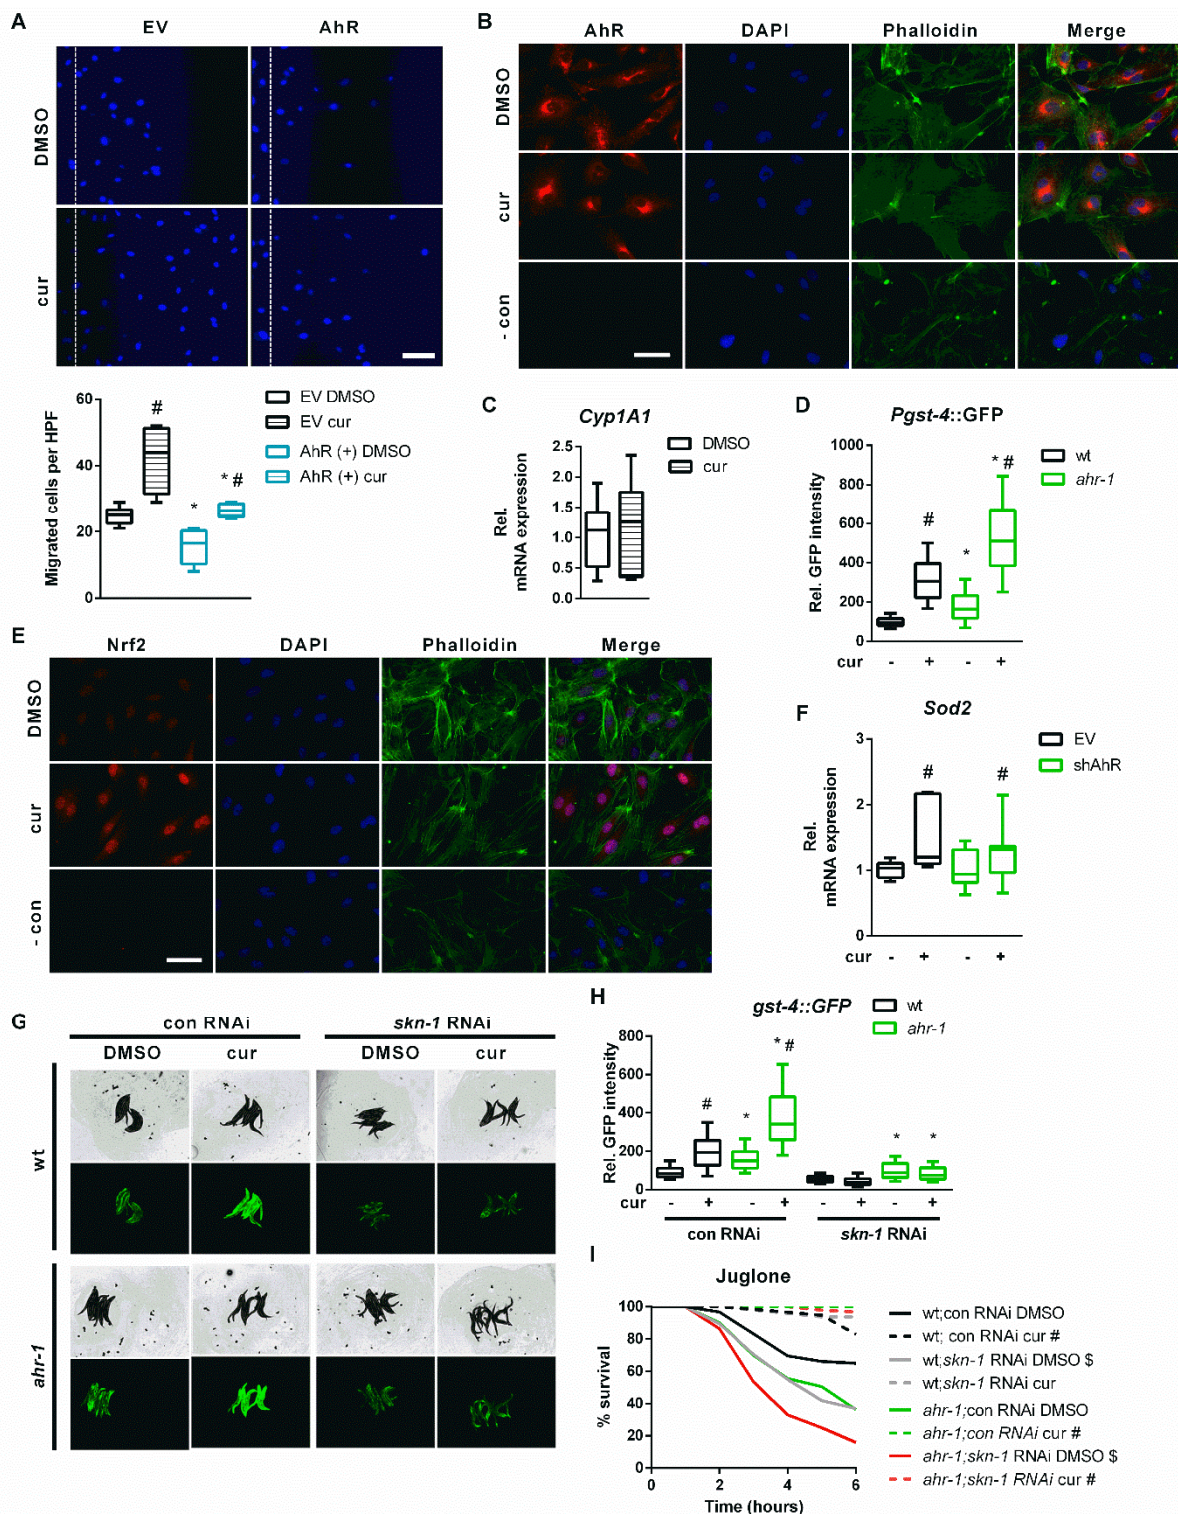 A
EV
AhR
DMSO
cur
60
40
20
0
Migrated cells per HPF
#
*
* #
EV DMSO
EV cur
AhR (+) DMSO
AhR (+) cur
B
AhR
DAPI
Phalloidin
Merge
DMSO
cur
- con
C
Cyp1A1
2.5
2.0
1.5
1.0
0.5
0.0
Rel.
mRNA expression
DMSO
cur
D
Pgst-4::GFP
1000
800
600
400
200
0
Rel. GFP intensity
#
*
* #
cur - + - +
wt
ahr-1
E
Nrf2
DAPI
Phalloidin
Merge
DMSO
cur
- con
F
Sod2
3
2
1
0
Rel.
mRNA expression
#
#
cur - + - +
EV
shAhR
G
con RNAi
skn-1 RNAi
DMSO
cur
DMSO
cur
wt
ahr-1
H
gst-4::GFP
800
600
400
200
0
Rel. GFP intensity
#
*
* #
*
*
cur - + - + - + - +
con RNAi
skn-1 RNAi
wt
ahr-1
I
Juglone
100
80
60
40
20
0
% survival
0 2 4 6
Time (hours)
wt;con RNAi DMSO
wt; con RNAi cur #
wt;skn-1 RNAi DMSO $
wt;skn-1 RNAi cur
ahr-1;con RNAi DMSO
ahr-1;con RNAi cur #
ahr-1;skn-1 RNAi DMSO $
ahr-1;skn-1 RNAi cur #